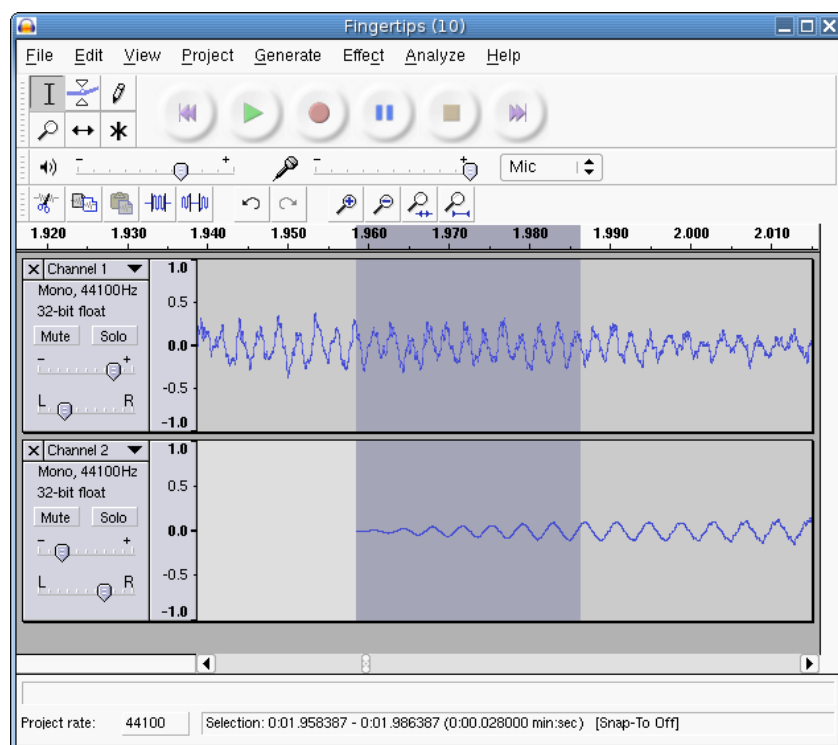 Fingertips (10)
File Edit View Project Generate Effect Analyze Help
- + - + Mic
1.920 1.930 1.940 1.950 1.960 1.970 1.980 1.990 2.000 2.010
Channel 1
Mono, 44100Hz
32-bit float
Mute Solo
- +
L R
1.0
0.5
0.0
-0.5
-1.0
Channel 2
Mono, 44100Hz
32-bit float
Mute Solo
- +
L R
1.0
0.5
0.0
-0.5
-1.0
Project rate: 44100 Selection: 0:01.958387 - 0:01.986387 (0:00.028000 min:sec) [Snap-To Off]